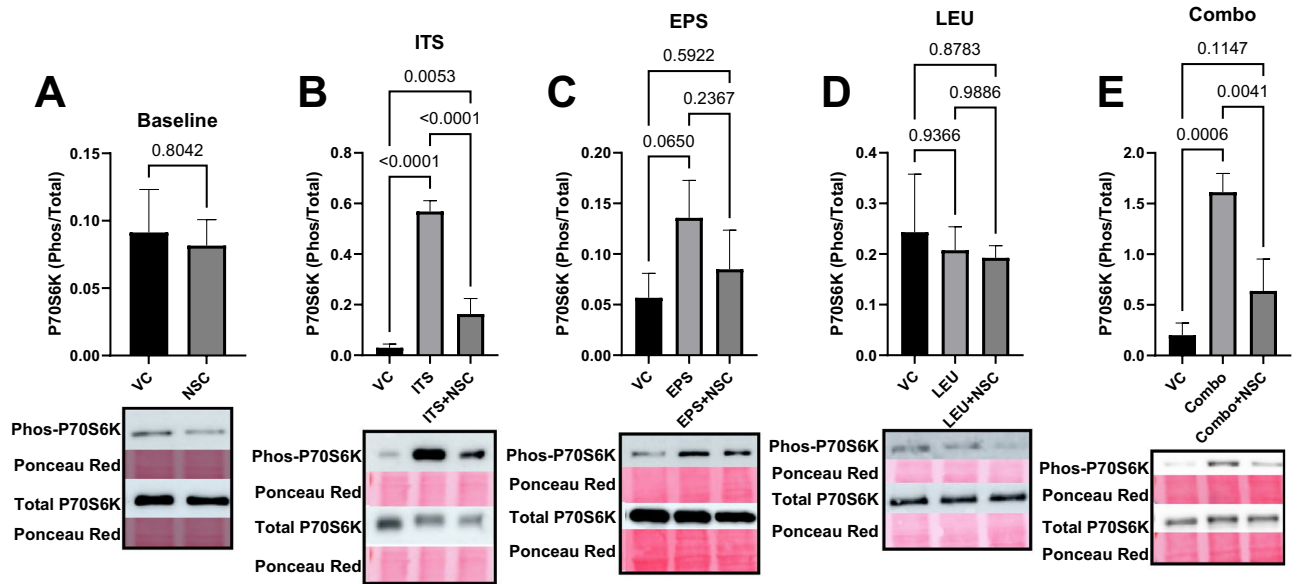 A
Baseline
0.8042
P70S6K (Phos/Total)
0.15
0.10
0.05
0.00
VC
NSC
Phos-P70S6K
Ponceau Red
Total P70S6K
Ponceau Red
B
ITS
0.0053
<0.0001
<0.0001
P70S6K (Phos/Total)
0.8
0.6
0.4
0.2
0.0
VC
ITS
ITS+NSC
Phos-P70S6K
Ponceau Red
Total P70S6K
Ponceau Red
C
EPS
0.5922
0.2367
0.0650
P70S6K (Phos/Total)
0.20
0.15
0.10
0.05
0.00
VC
EPS
EPS+NSC
Phos-P70S6K
Ponceau Red
Total P70S6K
Ponceau Red
D
LEU
0.8783
0.9886
0.9366
P70S6K (Phos/Total)
0.4
0.3
0.2
0.1
0.0
VC
LEU
LEU+NSC
Phos-P70S6K
Ponceau Red
Total P70S6K
Ponceau Red
E
Combo
0.1147
0.0041
0.0006
P70S6K (Phos/Total)
2.0
1.5
1.0
0.5
0.0
VC
Combo
Combo+NSC
Phos-P70S6K
Ponceau Red
Total P70S6K
Ponceau Red